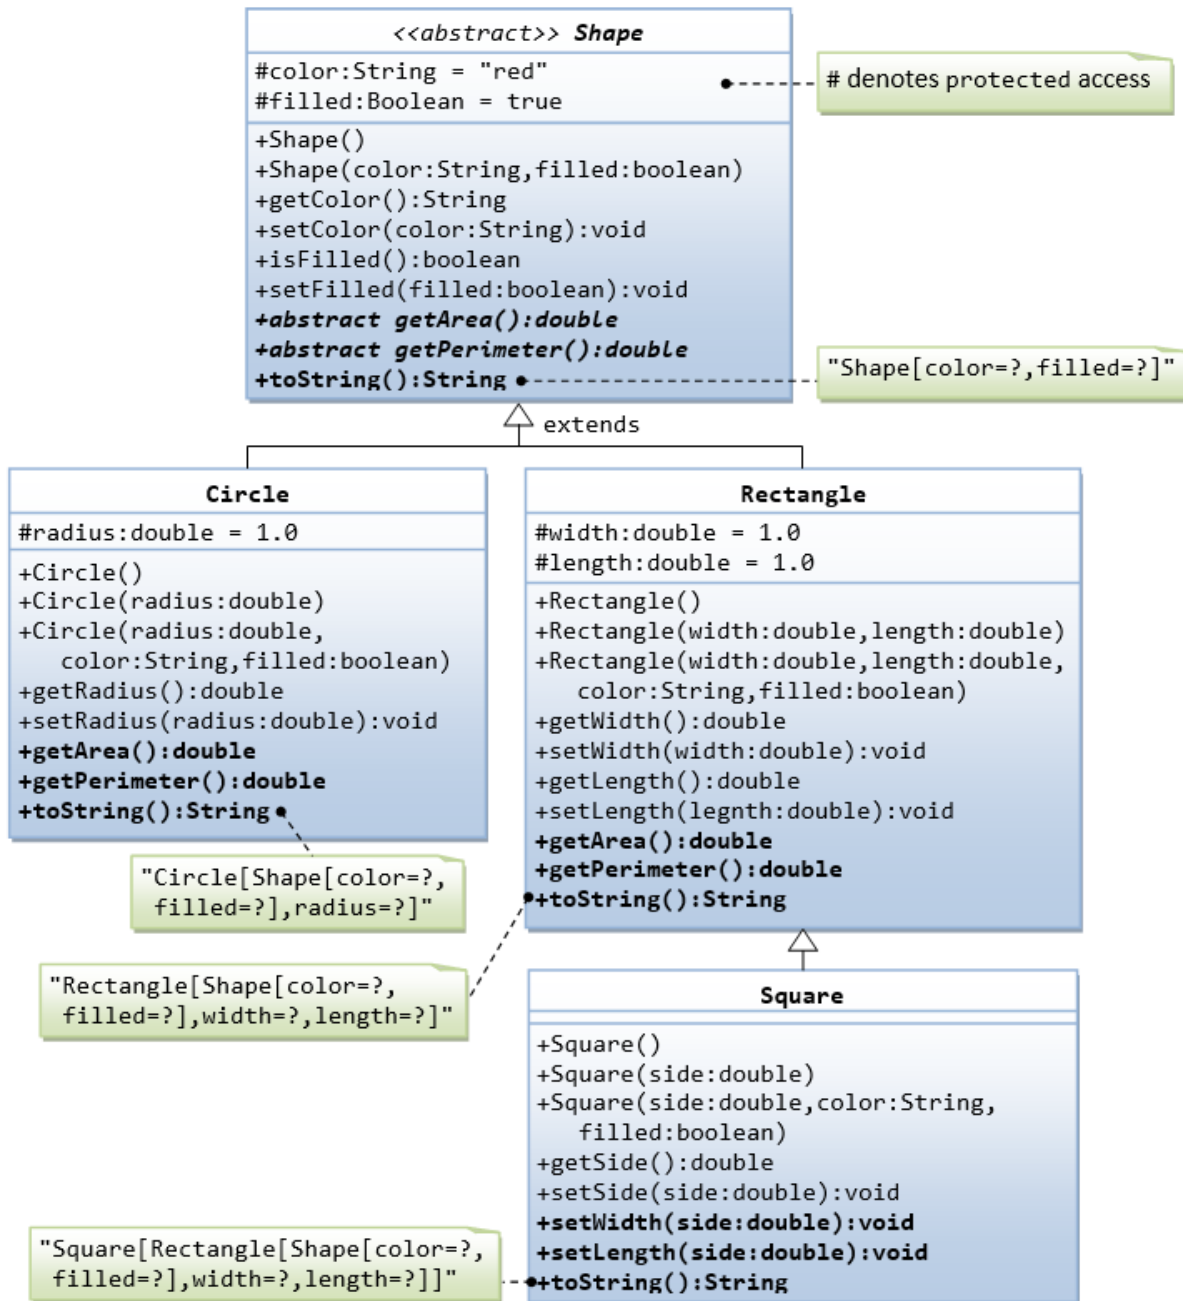 <<abstract>> Shape
#color:String = "red"
#filled:Boolean = true
# denotes protected access
+Shape()
+Shape(color:String,filled:boolean)
+getColor():String
+setColor(color:String):void
+isFilled():boolean
+setFilled(filled:boolean):void
+abstract getArea():double
+abstract getPerimeter():double
+toString():String
"Shape[color=?,filled=?]"
extends
Circle
#radius:double = 1.0
+Circle()
+Circle(radius:double)
+Circle(radius:double,
color:String,filled:boolean)
+getRadius():double
+setRadius(radius:double):void
+getArea():double
+getPerimeter():double
+toString():String
"Circle[Shape[color=?,
filled=?],radius=?]"
Rectangle
#width:double = 1.0
#length:double = 1.0
+Rectangle()
+Rectangle(width:double,length:double)
+Rectangle(width:double,length:double,
color:String,filled:boolean)
+getWidth():double
+setWidth(width:double):void
+getLength():double
+setLength(legnth:double):void
+getArea():double
+getPerimeter():double
+toString():String
"Rectangle[Shape[color=?,
filled=?],width=?,length=?]"
Square
+Square()
+Square(side:double)
+Square(side:double,color:String,
filled:boolean)
+getSide():double
+setSide(side:double):void
+setWidth(side:double):void
+setLength(side:double):void
+toString():String
"Square[Rectangle[Shape[color=?,
filled=?],width=?,length=?]]"